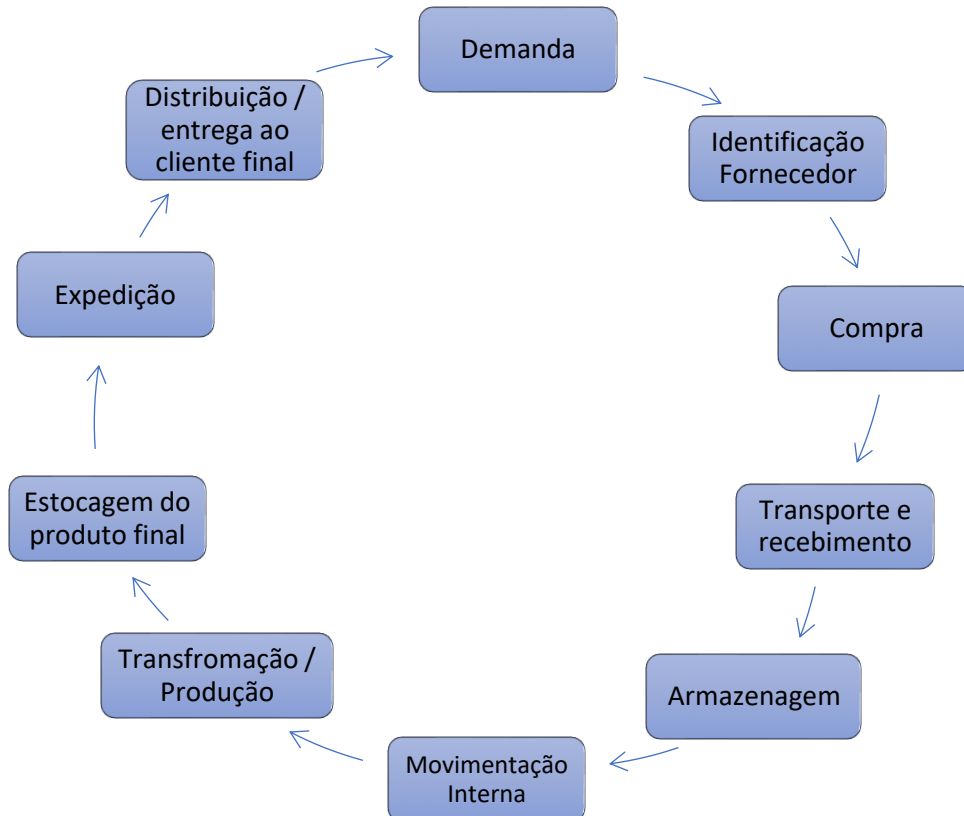 Demanda
Identificação
Fornecedor
Compra
Transporte e
recebimento
Armazenagem
Movimentação
Interna
Transfromação /
Produção
Estocagem do
produto final
Expedição
Distribuição /
entrega ao
cliente final